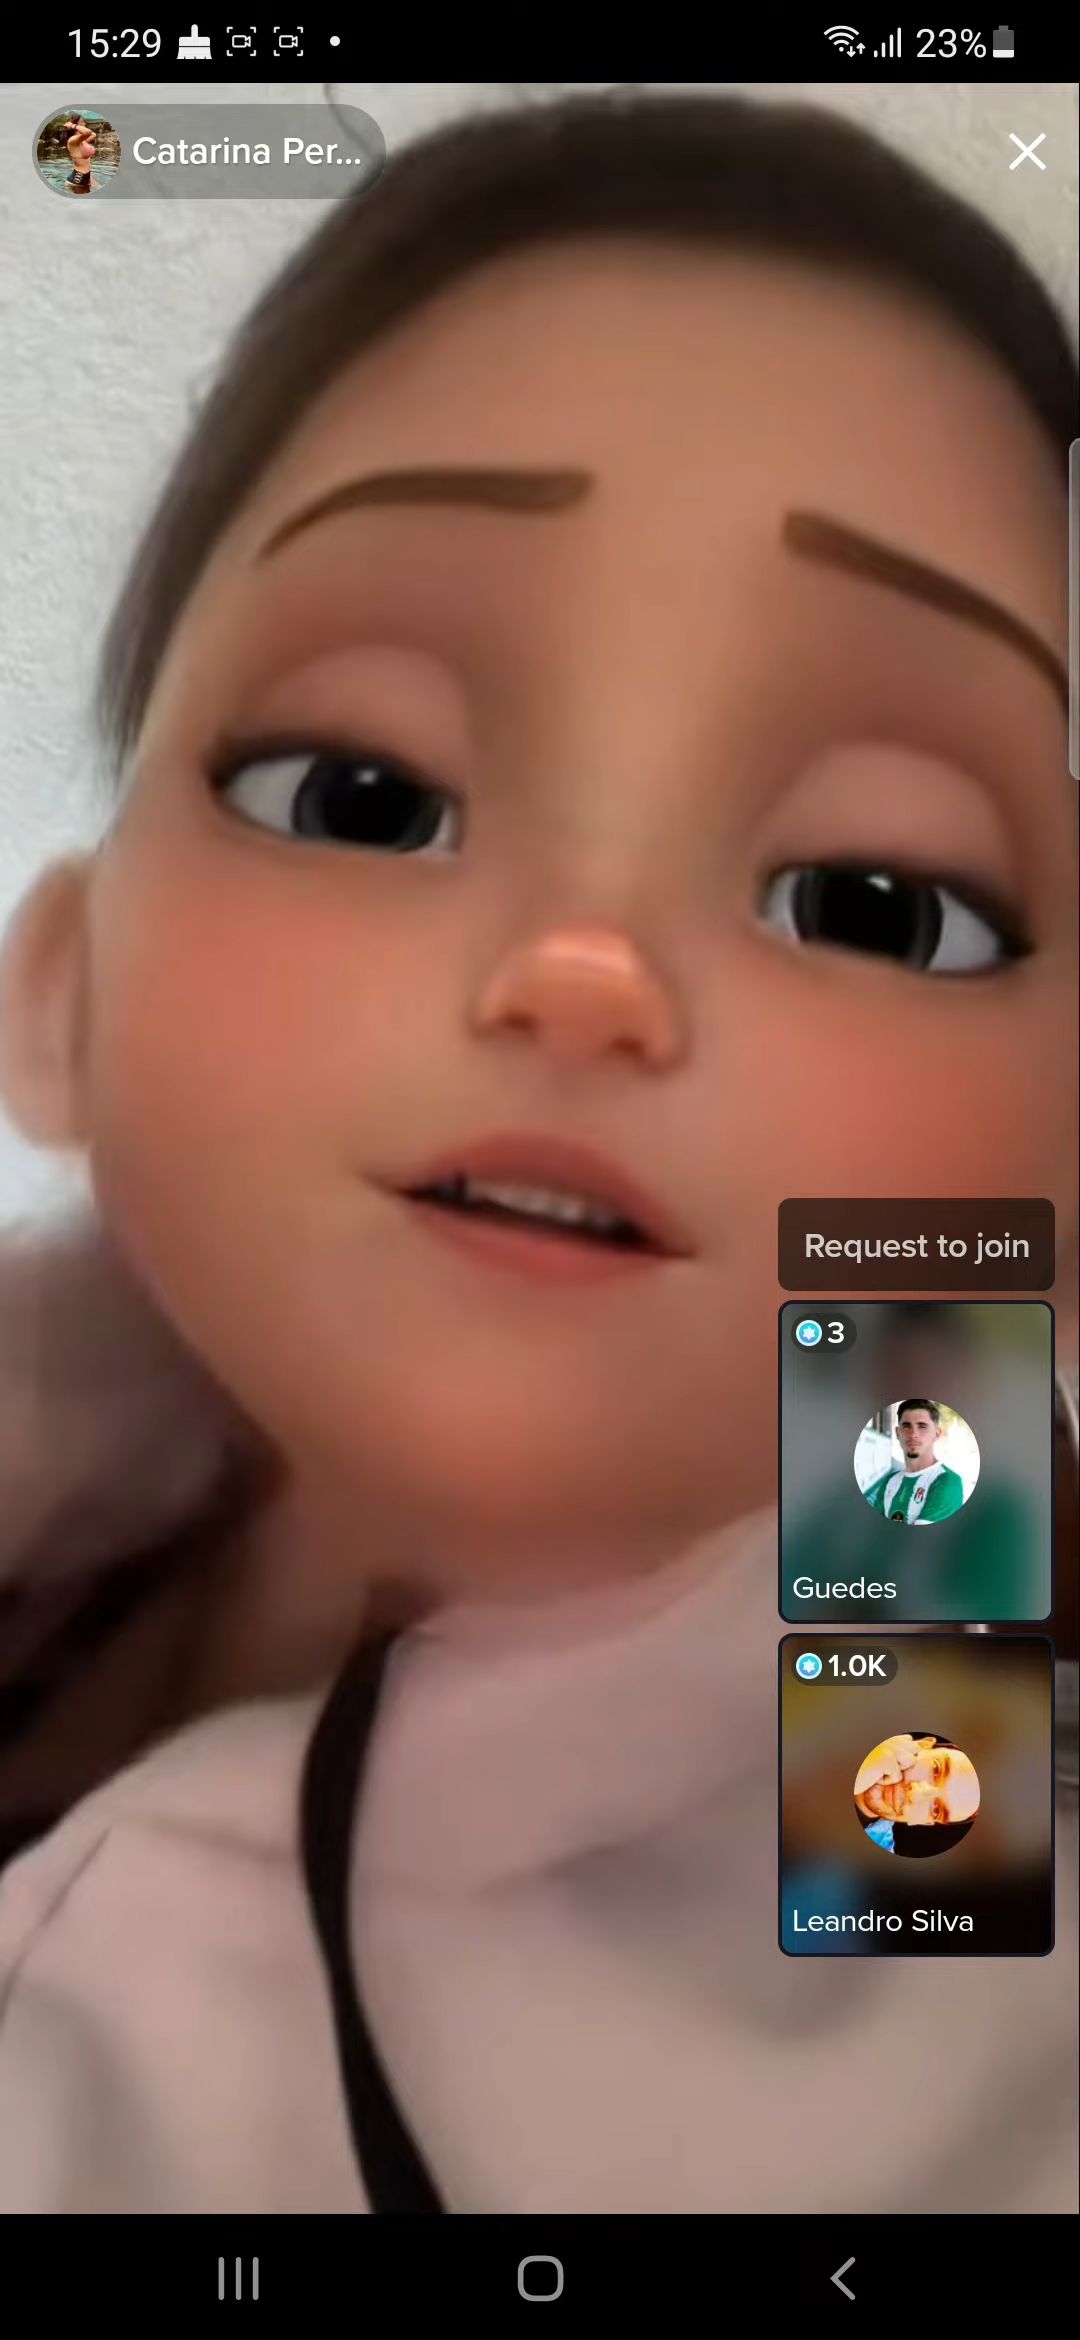 15:29
23%
Catarina Per...
Request to join
3
Guedes
1.0K
Leandro Silva